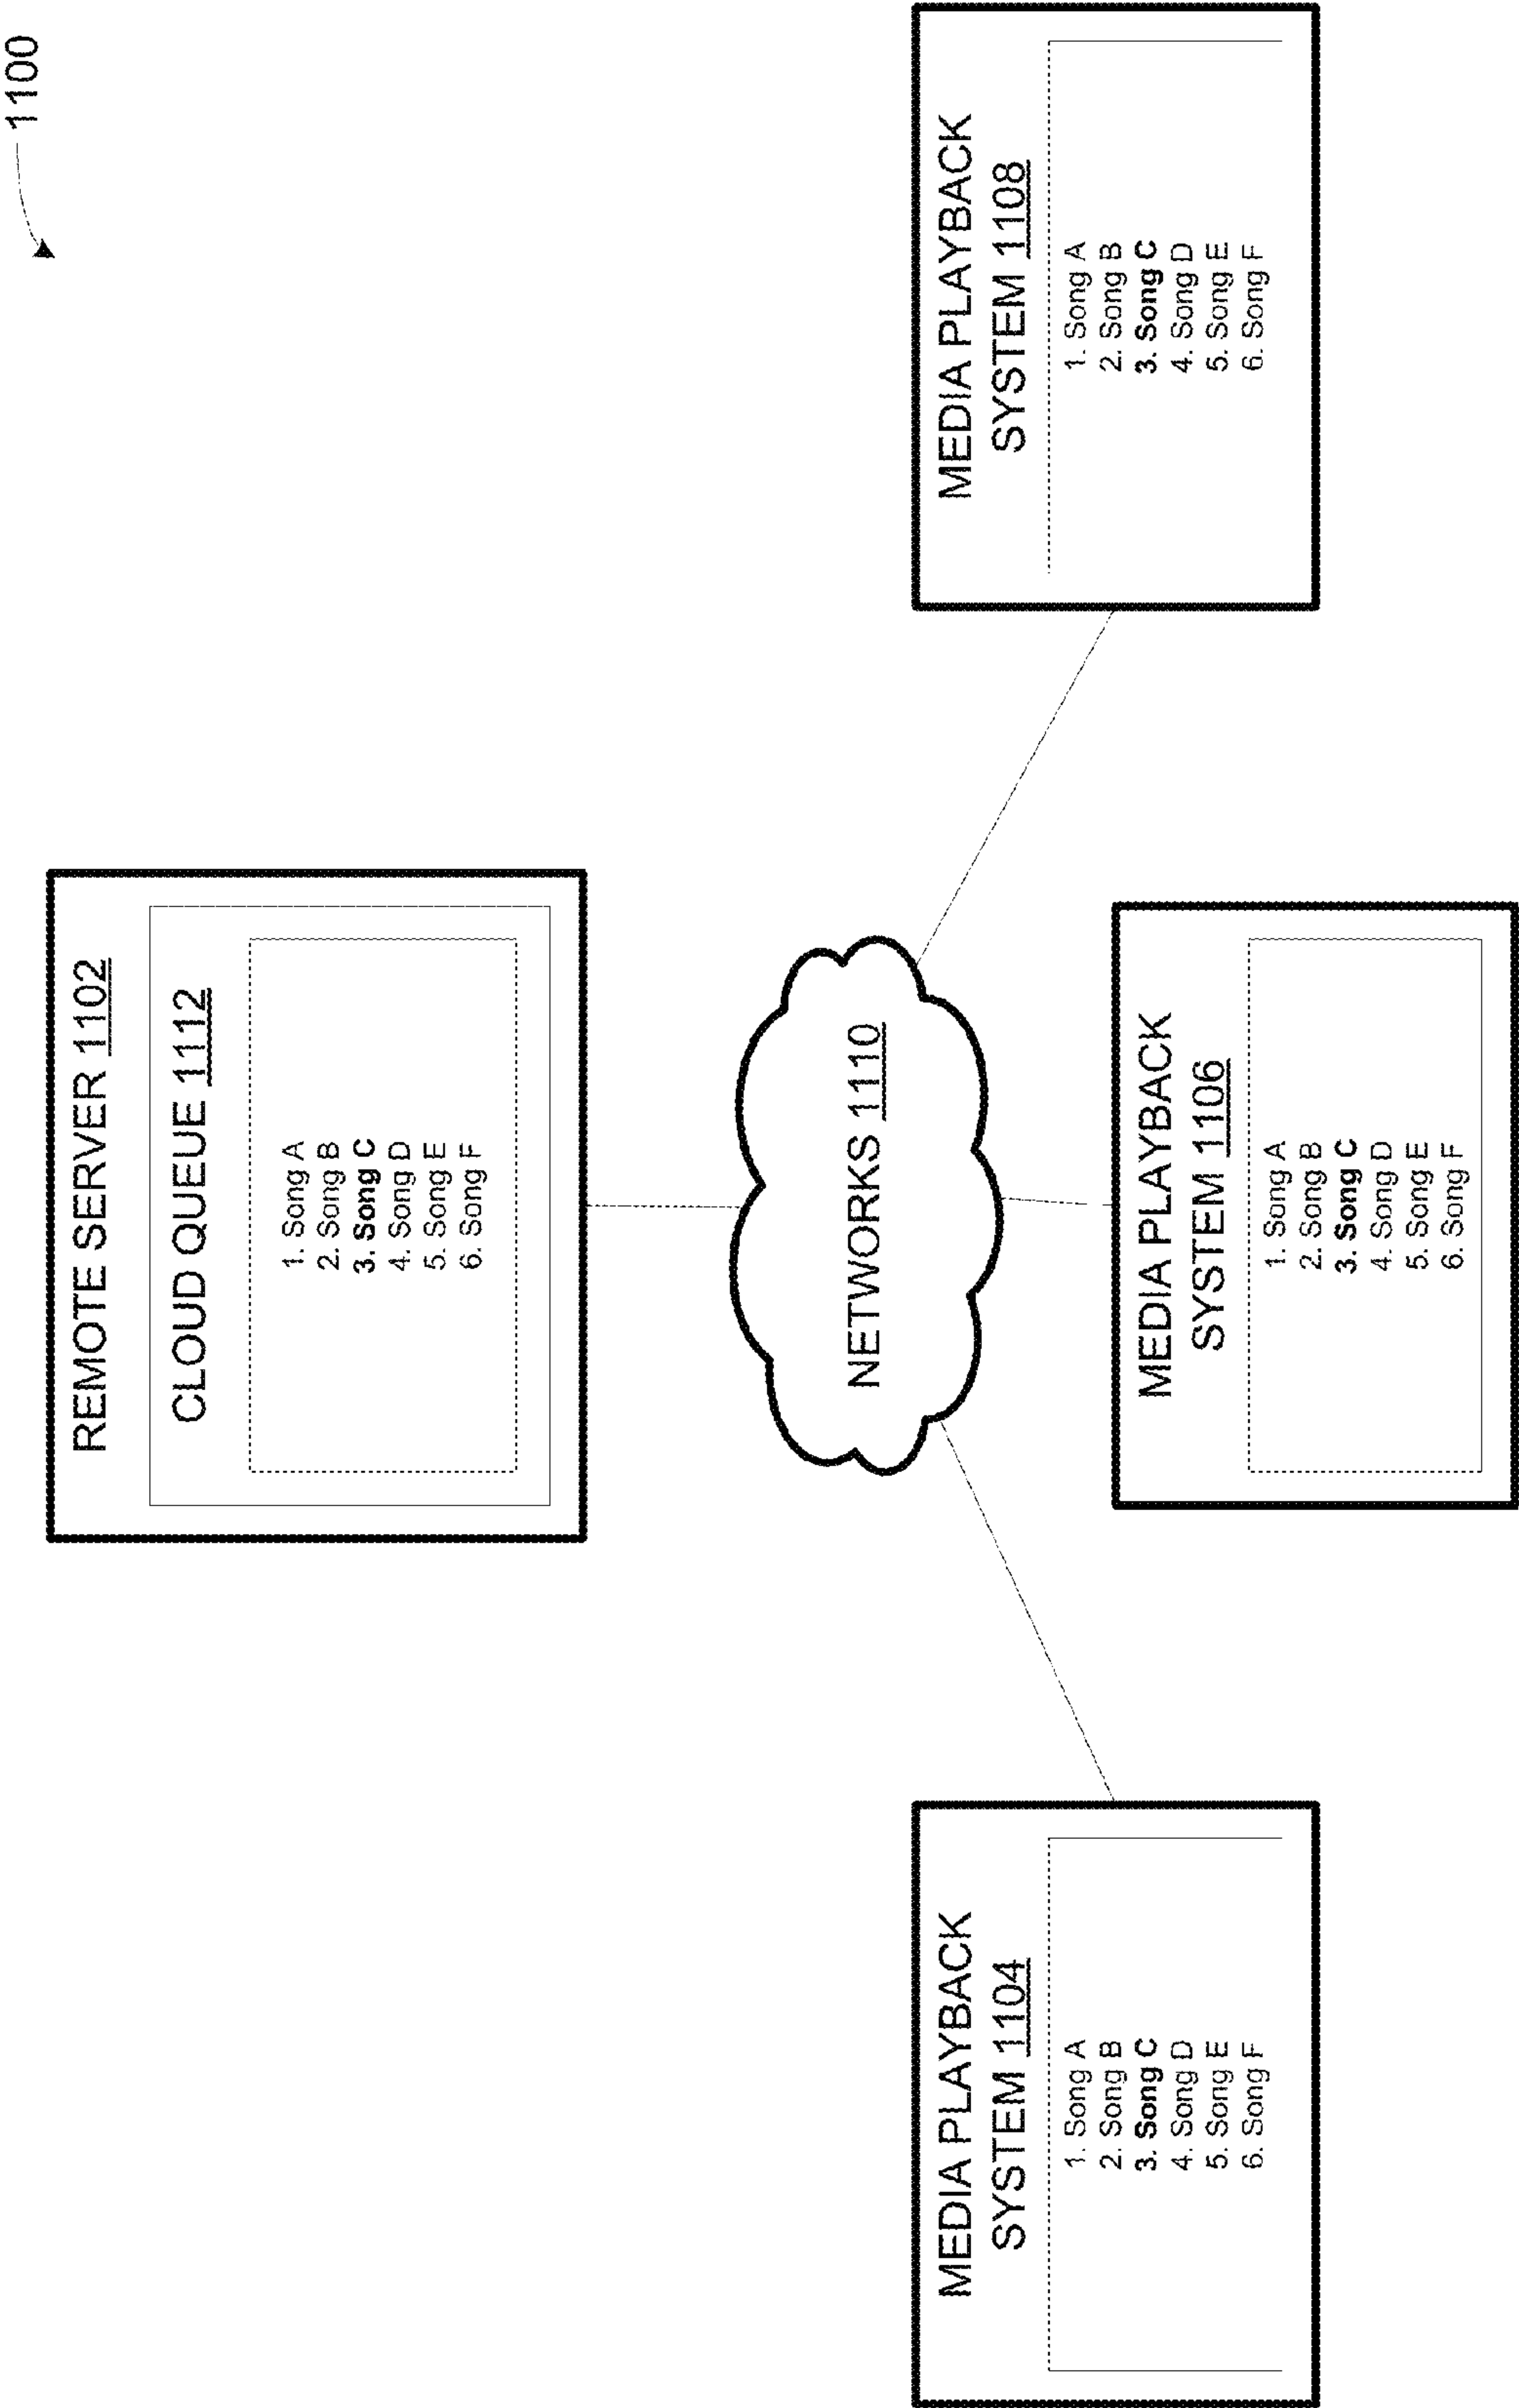 1100
REMOTE SERVER 1102
CLOUD QUEUE 1112
1. Song A
2. Song B
3. Song C
4. Song D
5. Song E
6. Song F
NETWORKS 1110
MEDIA PLAYBACK
SYSTEM 1104
1. Song A
2. Song B
3. Song C
4. Song D
5. Song E
6. Song F
MEDIA PLAYBACK
SYSTEM 1106
1. Song A
2. Song B
3. Song C
4. Song D
5. Song E
6. Song F
MEDIA PLAYBACK
SYSTEM 1108
1. Song A
2. Song B
3. Song C
4. Song D
5. Song E
6. Song F